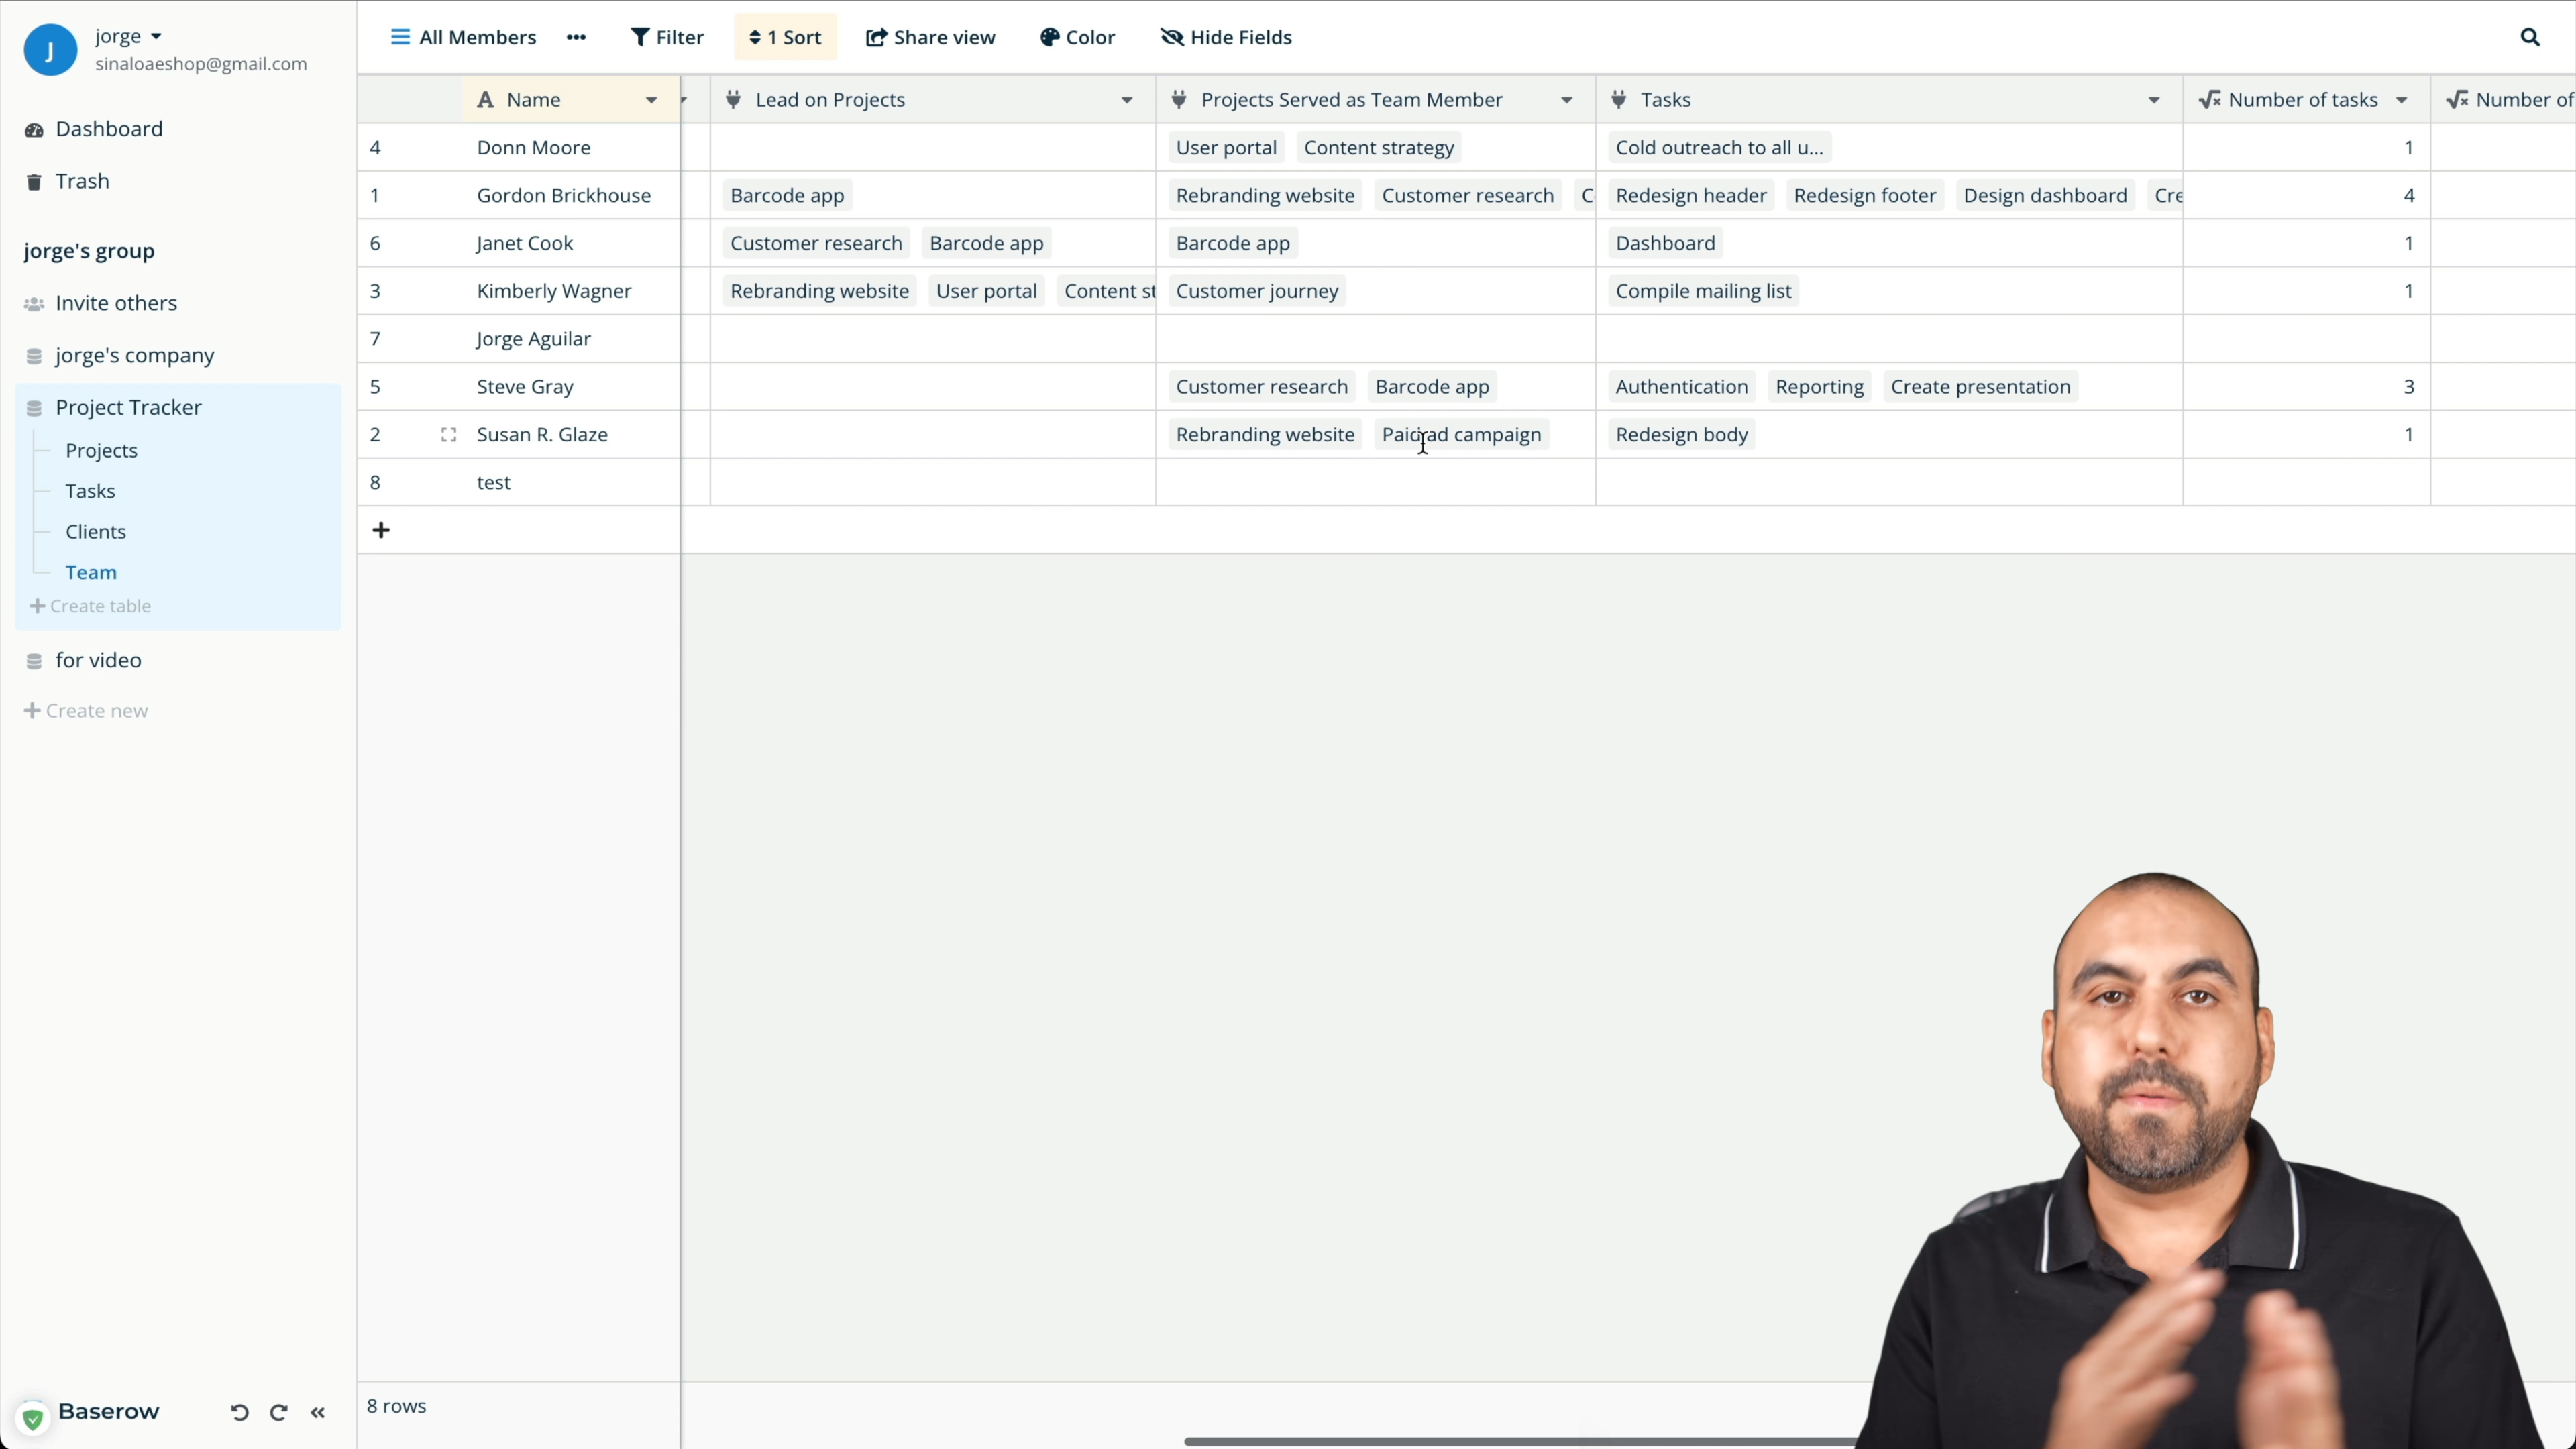 J
jorge
sinaloaeshop@gmail.com
Dashboard
Trash
jorge's group
Invite others
jorge's company
Project Tracker
Projects
Tasks
Clients
Team
+ Create table
for video
+ Create new
Baserow
All Members ••• Filter 1 Sort Share view Color Hide Fields
A Name Lead on Projects Projects Served as Team Member Tasks Number of tasks Number of
4 Donn Moore User portal Content strategy Cold outreach to all u... 1
1 Gordon Brickhouse Barcode app Rebranding website Customer research C Redesign header Redesign footer Design dashboard Cre 4
6 Janet Cook Customer research Barcode app Barcode app Dashboard 1
3 Kimberly Wagner Rebranding website User portal Content st Customer journey Compile mailing list 1
7 Jorge Aguilar
5 Steve Gray Customer research Barcode app Authentication Reporting Create presentation 3
2 Susan R. Glaze Rebranding website Paid ad campaign Redesign body 1
8 test
+
8 rows